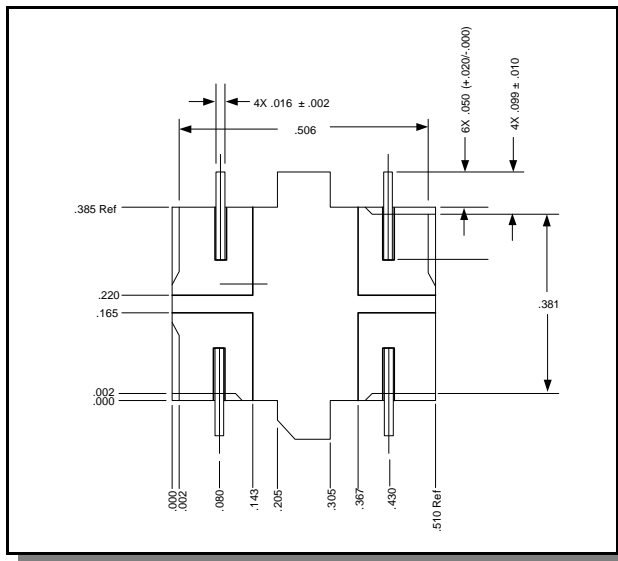 6X .050 (+.020/-.000)
4X .099 ± .010
4X .016 ± .002
.506
.385 Ref
.220
.165
.381
.002
.000
.000
.002
.080
.143
.205
.305
.367
.430
.510 Ref